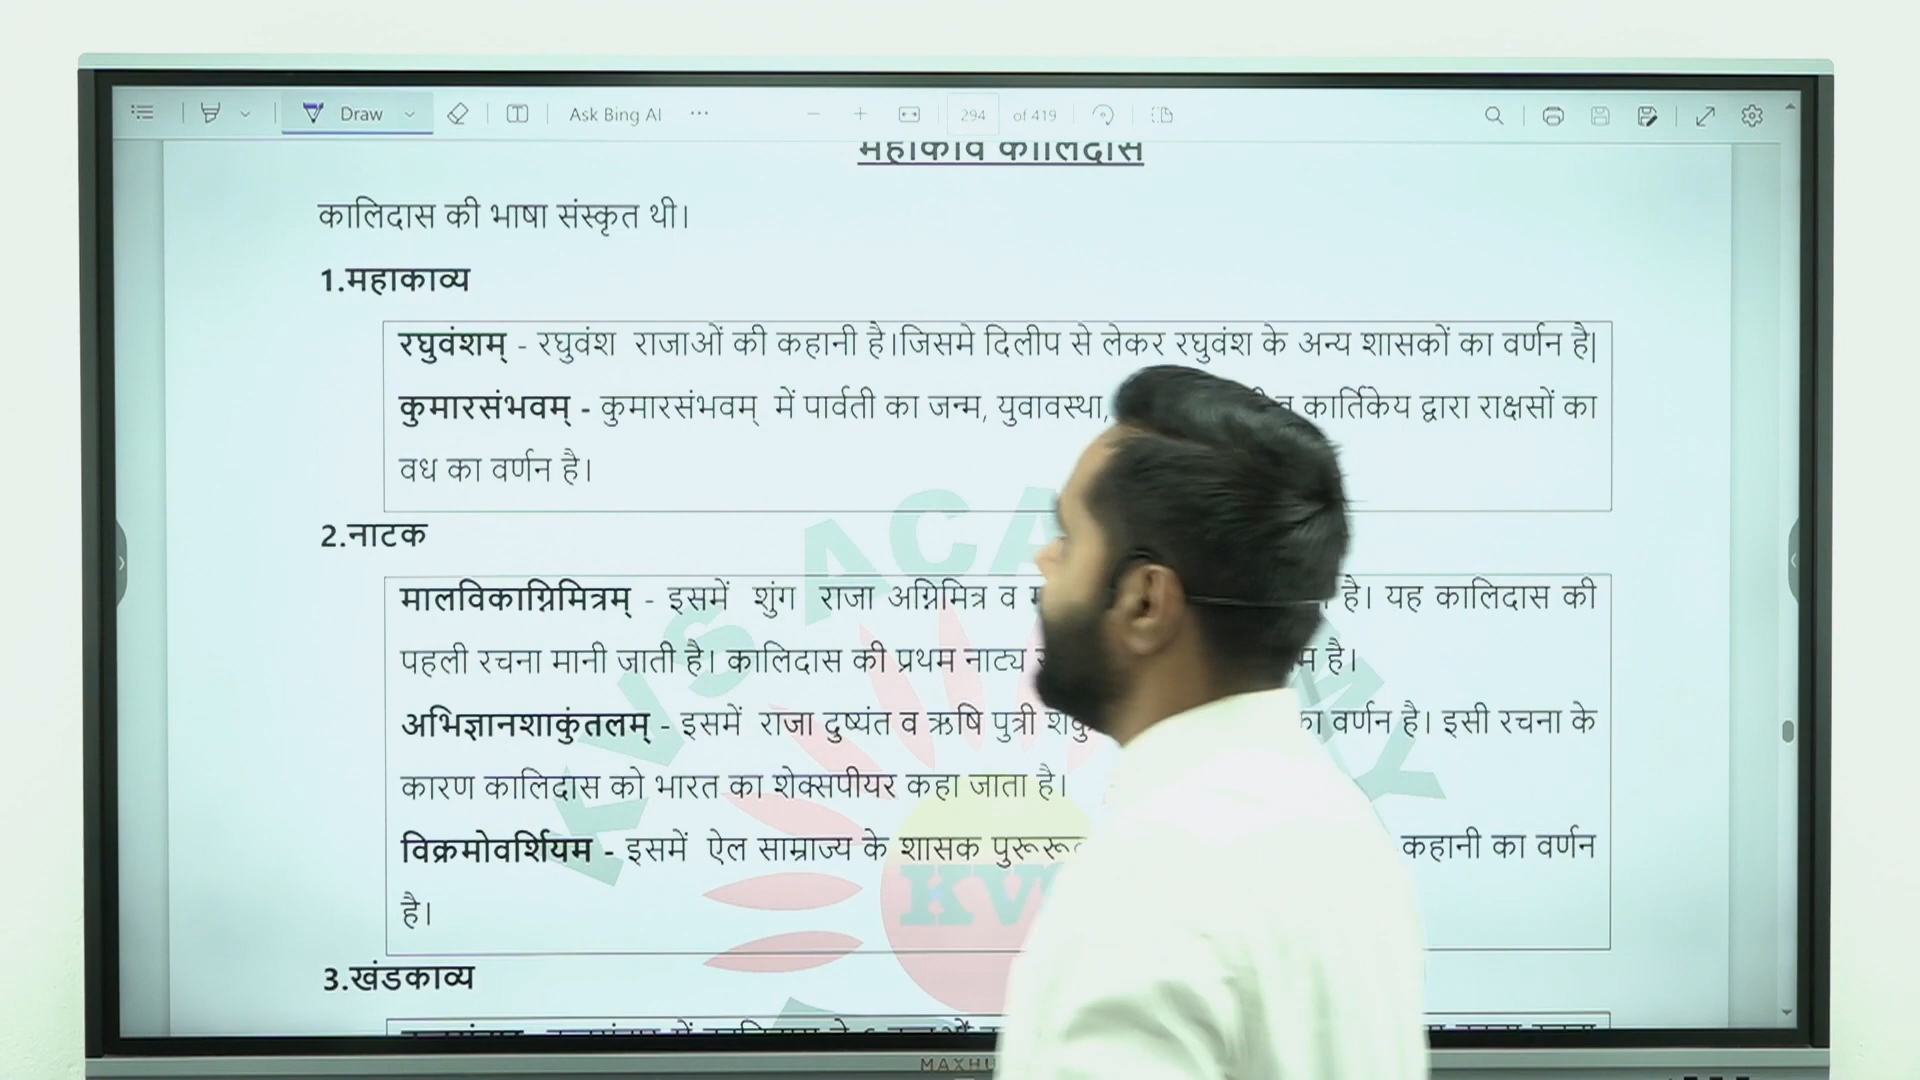 Draw Ask Bing AI 294 of 419
महाकवि कालिदास
कालिदास की भाषा संस्कृत थी।
1.महाकाव्य
रघुवंशम् - रघुवंश राजाओं की कहानी है।जिसमे दिलीप से लेकर रघुवंश के अन्य शासकों का वर्णन है|
कुमारसंभवम् - कुमारसंभवम् में पार्वती का जन्म, युवावस्था, कार्तिकेय द्वारा राक्षसों का
वध का वर्णन है।
2.नाटक
मालविकाग्निमित्रम् - इसमें शुंग राजा अग्निमित्र व है। यह कालिदास की
पहली रचना मानी जाती है। कालिदास की प्रथम नाट्य है।
अभिज्ञानशाकुंतलम् - इसमें राजा दुष्यंत व ऋषि पुत्री का वर्णन है। इसी रचना के
कारण कालिदास को भारत का शेक्सपीयर कहा जाता है।
विक्रमोवर्शियम - इसमें ऐल साम्राज्य के शासक कहानी का वर्णन
है।
3.खंडकाव्य